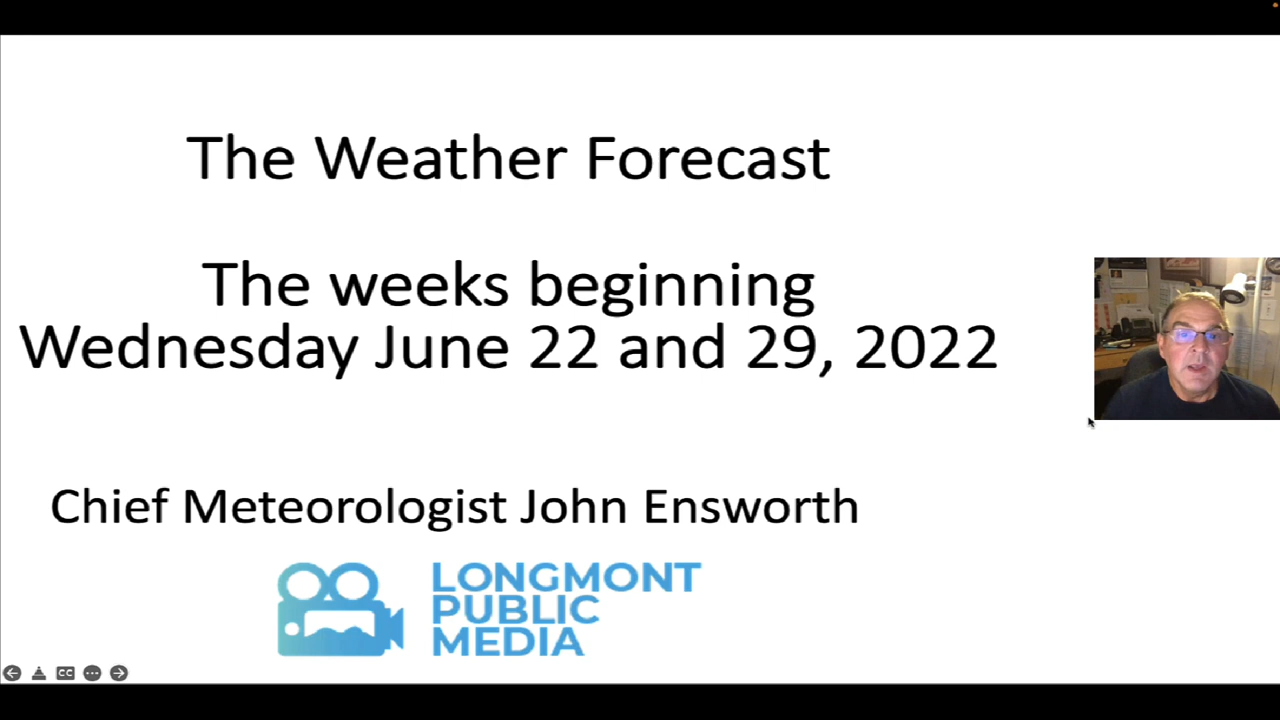 The Weather Forecast
The weeks beginning
Wednesday June 22 and 29, 2022
Chief Meteorologist John Ensworth
LONGMONT
PUBLIC
MEDIA
CC